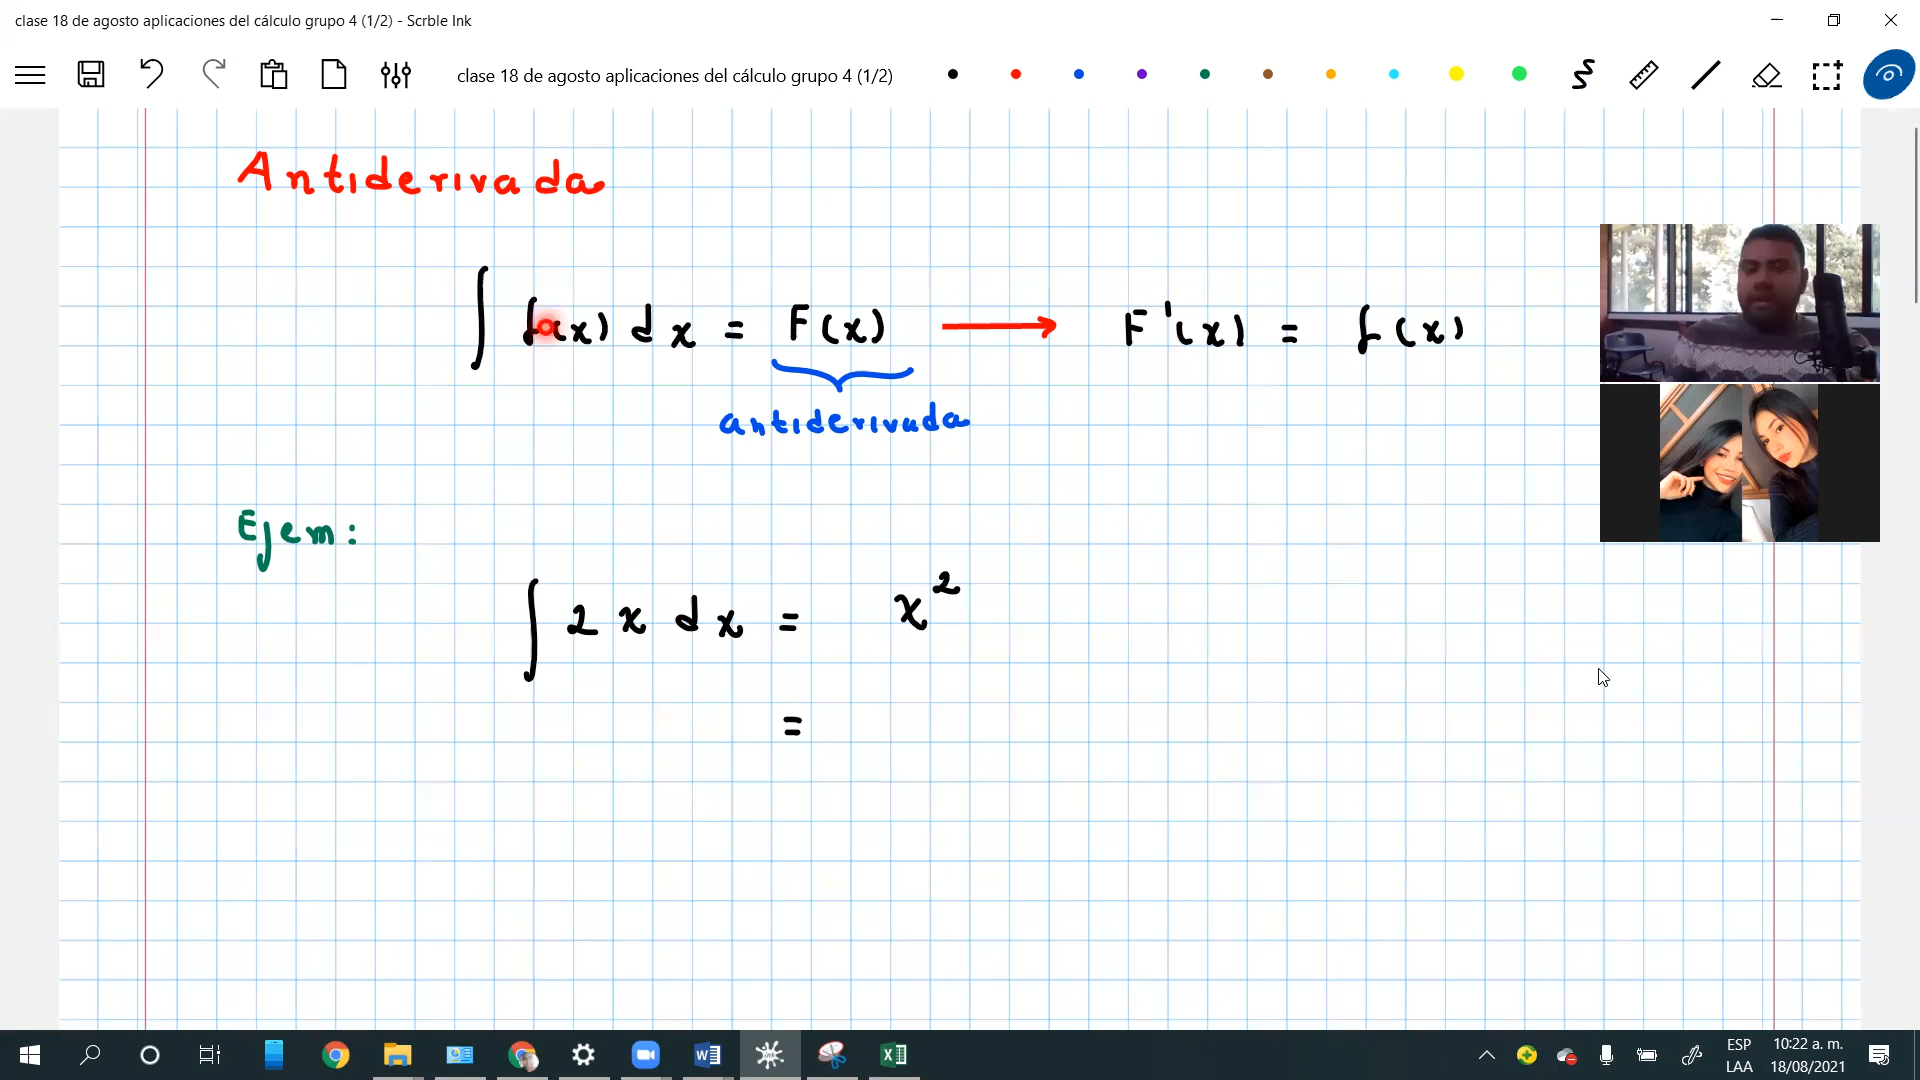 clase 18 de agosto aplicaciones del cálculo grupo 4 (1/2) - Scrble Ink
clase 18 de agosto aplicaciones del cálculo grupo 4 (1/2)
Antiderivada
∫ f(x) dx = F(x) → F'(x) = f(x)
antiderivada
Ejem:
∫ 2x dx = x²
=
ESP
LAA
10:22 a. m.
18/08/2021